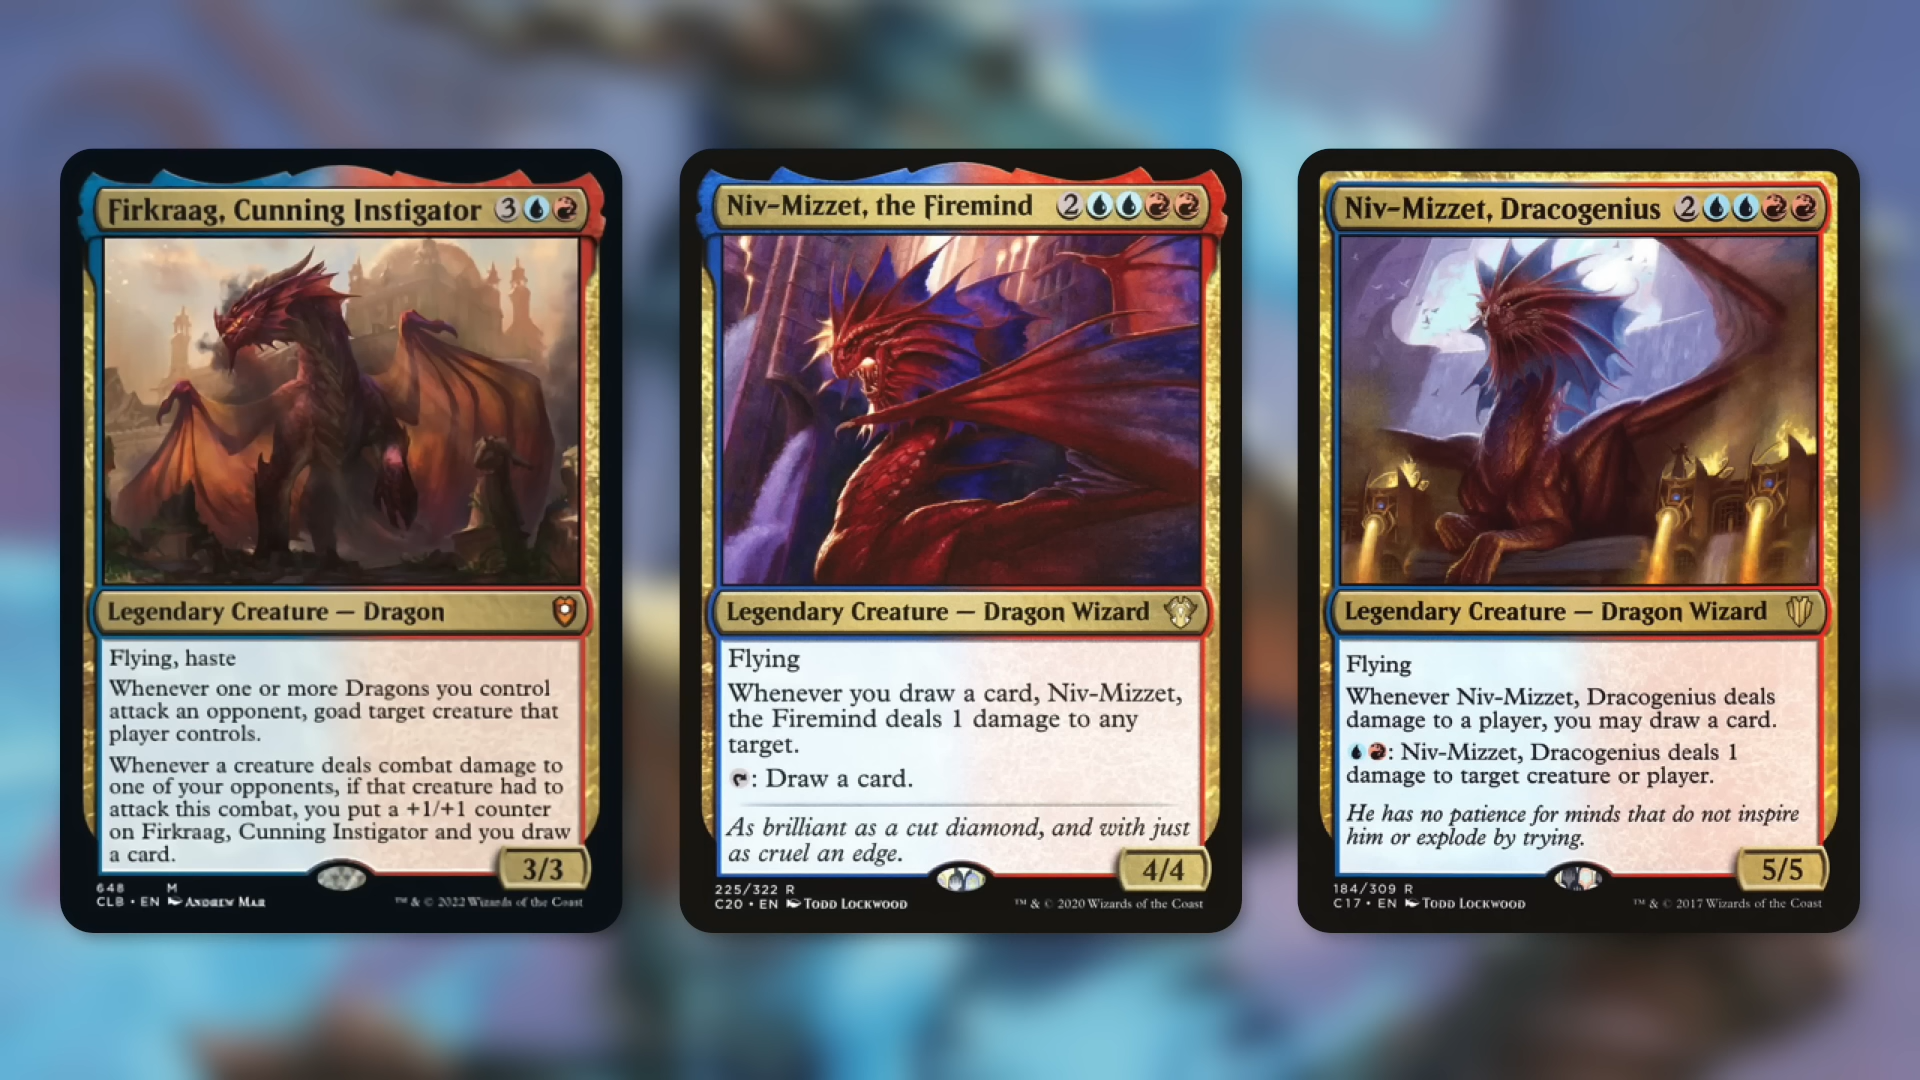 Firkraag, Cunning Instigator 3
Legendary Creature — Dragon
Flying, haste
Whenever one or more Dragons you control
attack an opponent, goad target creature that
player controls.
Whenever a creature deals combat damage to
one of your opponents, if that creature had to
attack this combat, you put a +1/+1 counter
on Firkraag, Cunning Instigator and you draw
a card.
3/3
648 M
CLB • EN Andrew Mar
™ & © 2022 Wizards of the Coast
Niv-Mizzet, the Firemind 2
Legendary Creature — Dragon Wizard
Flying
Whenever you draw a card, Niv-Mizzet,
the Firemind deals 1 damage to any
target.
: Draw a card.
As brilliant as a cut diamond, and with just
as cruel an edge.
4/4
225/322 R
C20 • EN Todd Lockwood
™ & © 2020 Wizards of the Coast
Niv-Mizzet, Dracogenius 2
Legendary Creature — Dragon Wizard
Flying
Whenever Niv-Mizzet, Dracogenius deals
damage to a player, you may draw a card.
: Niv-Mizzet, Dracogenius deals 1
damage to target creature or player.
He has no patience for minds that do not inspire
him or explode by trying.
5/5
184/309 R
C17 • EN Todd Lockwood
™ & © 2017 Wizards of the Coast